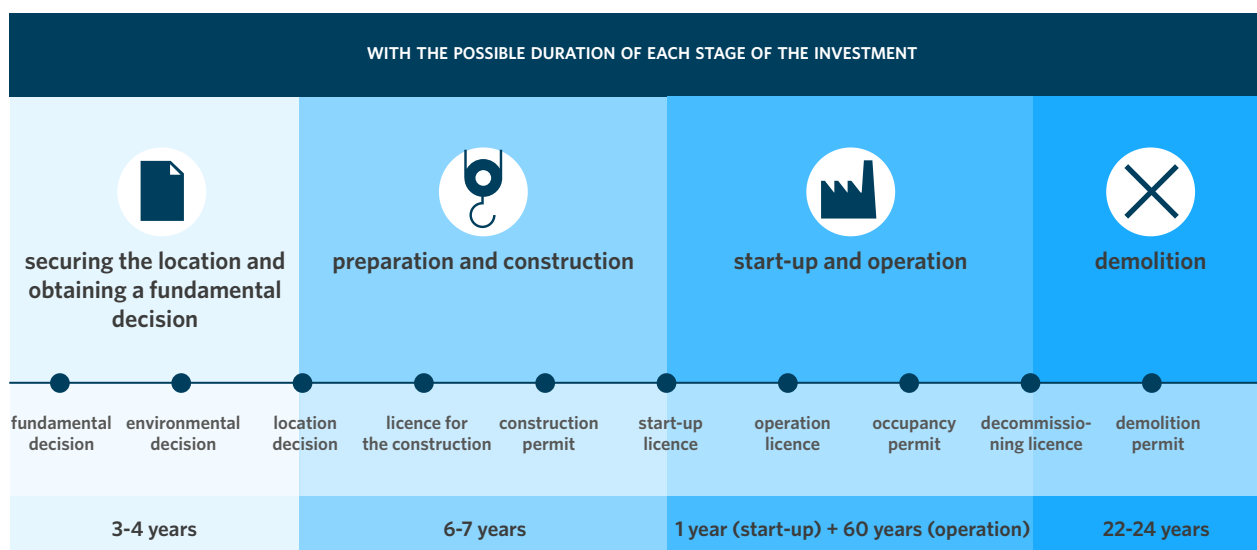 WITH THE POSSIBLE DURATION OF EACH STAGE OF THE INVESTMENT
securing the location and
obtaining a fundamental
decision
preparation and construction
start-up and operation
demolition
fundamental
decision
environmental
decision
location
decision
licence for
the construction
construction
permit
start-up
licence
operation
licence
occupancy
permit
decommissio-
ning licence
demolition
permit
3-4 years
6-7 years
1 year (start-up) + 60 years (operation)
22-24 years